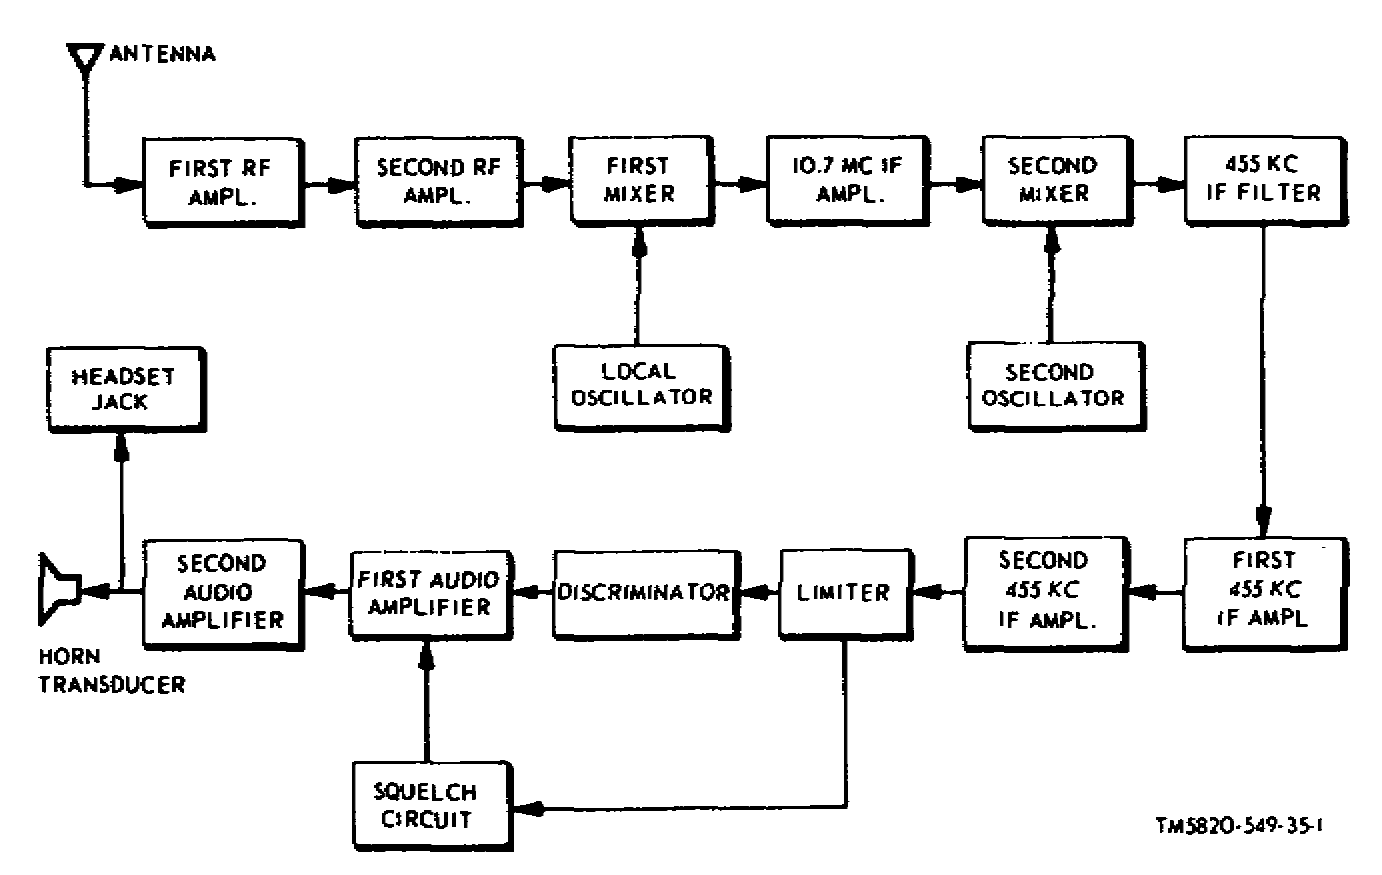 ANTENNA
FIRST RF
AMPL.
SECOND RF
AMPL.
FIRST
MIXER
10.7 MC IF
AMPL.
SECOND
MIXER
455 KC
IF FILTER
LOCAL
OSCILLATOR
SECOND
OSCILLATOR
HEADSET
JACK
FIRST
455 KC
IF AMPL
SECOND
455 KC
IF AMPL.
LIMITER
DISCRIMINATOR
FIRST AUDIO
AMPLIFIER
SECOND
AUDIO
AMPLIFIER
HORN
TRANSDUCER
SQUELCH
CIRCUIT
TM5820-549-35-1